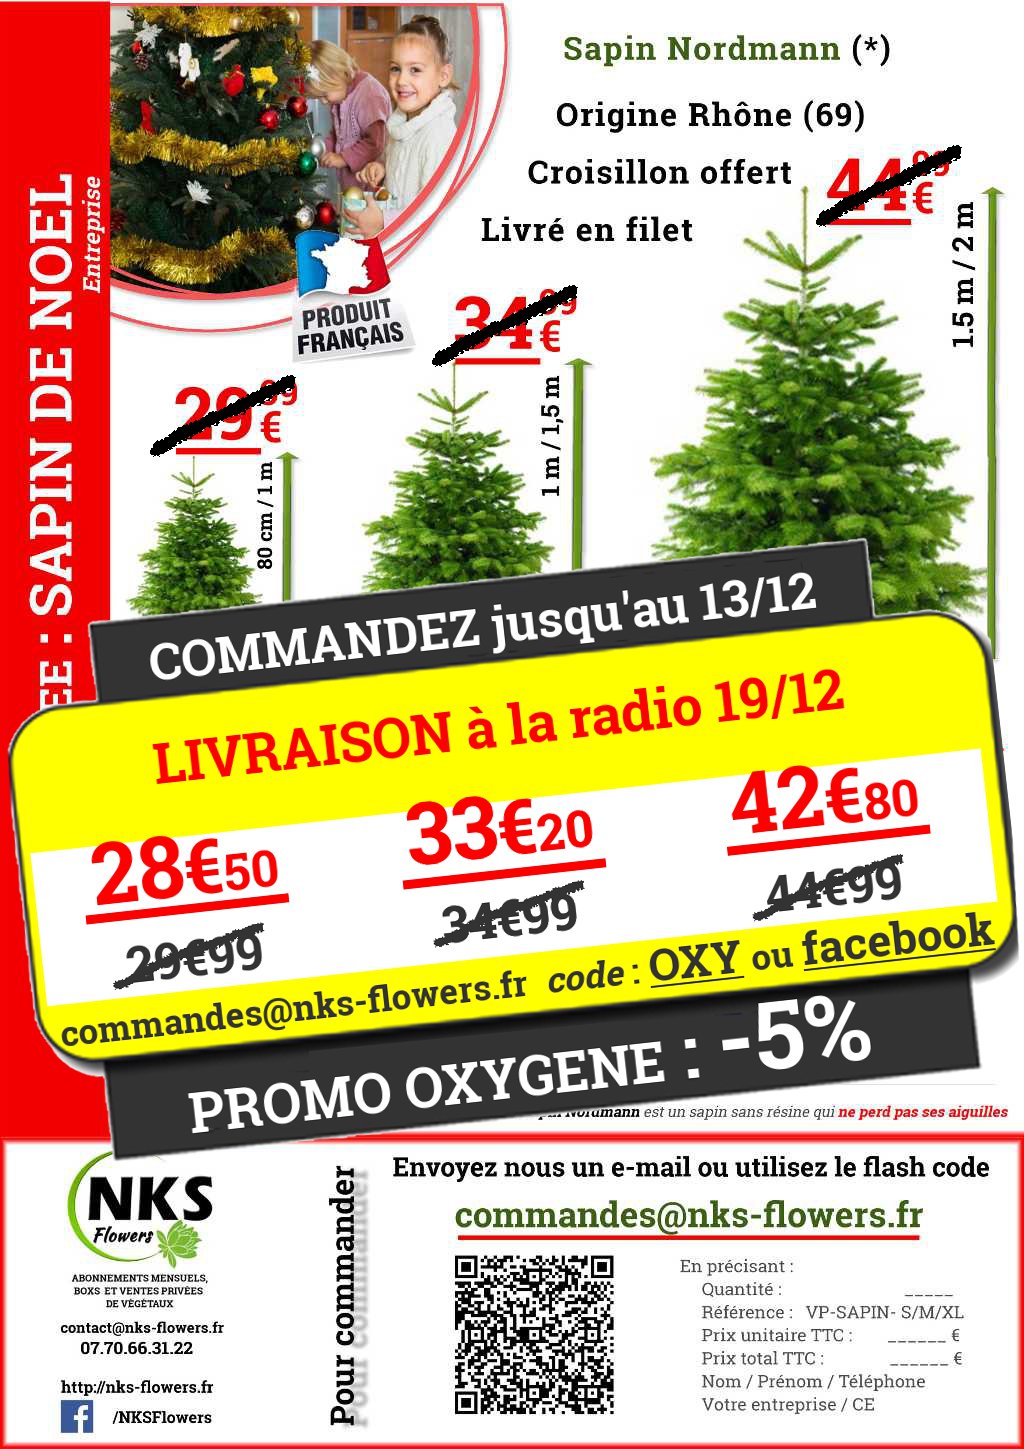 Sapin Nordmann (*)
Origine Rhône (69)
Croisillon offert
Livré en filet
EE : SAPIN DE NOEL
Entreprise
PRODUIT
FRANÇAIS
44€99
1.5 m / 2 m
34€99
1 m / 1,5 m
29€99
80 cm / 1 m
COMMANDEZ jusqu'au 13/12
LIVRAISON à la radio 19/12
28€50
33€20
42€80
29€99
34€99
44€99
commandes@nks-flowers.fr code : OXY ou facebook
PROMO OXYGENE : -5%
Nordmann est un sapin sans résine qui ne perd pas ses aiguilles
NKS
Flowers
ABONNEMENTS MENSUELS,
BOXS ET VENTES PRIVÉES
DE VÉGÉTAUX
contact@nks-flowers.fr
07.70.66.31.22
http://nks-flowers.fr
f /NKSFlowers
Pour commander
Envoyez nous un e-mail ou utilisez le flash code
commandes@nks-flowers.fr
En précisant :
Quantité : _____
Référence : VP-SAPIN- S/M/XL
Prix unitaire TTC : ______ €
Prix total TTC : ______ €
Nom / Prénom / Téléphone
Votre entreprise / CE